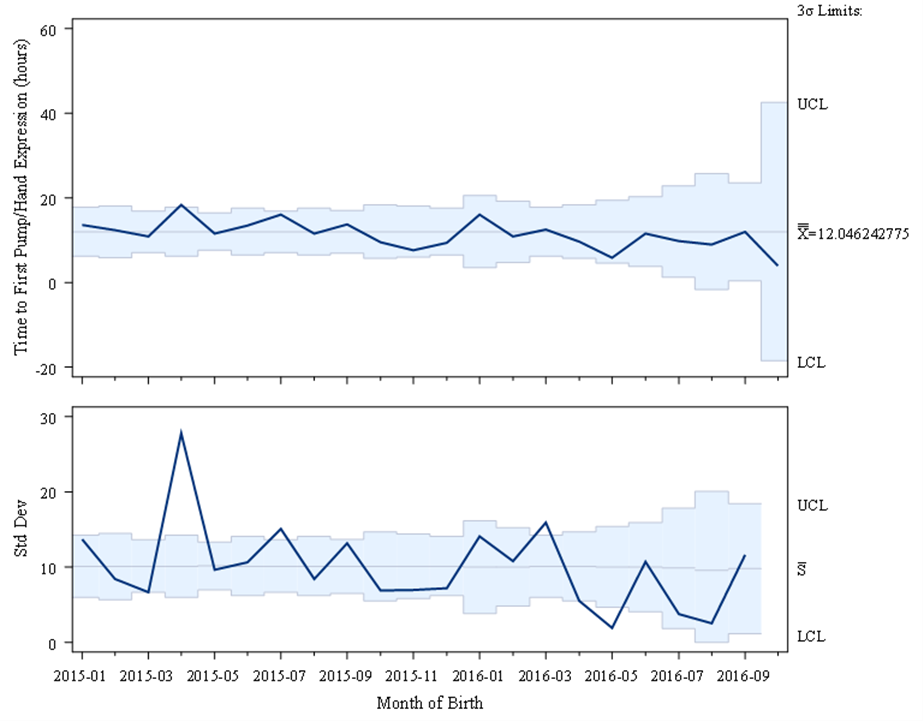 3σ Limits:
60
40
20
0
-20
Time to First Pump/Hand Expression (hours)
UCL
X̿=12.046242775
LCL
30
20
10
0
Std Dev
UCL
S̅
LCL
2015-01 2015-03 2015-05 2015-07 2015-09 2015-11 2016-01 2016-03 2016-05 2016-07 2016-09
Month of Birth